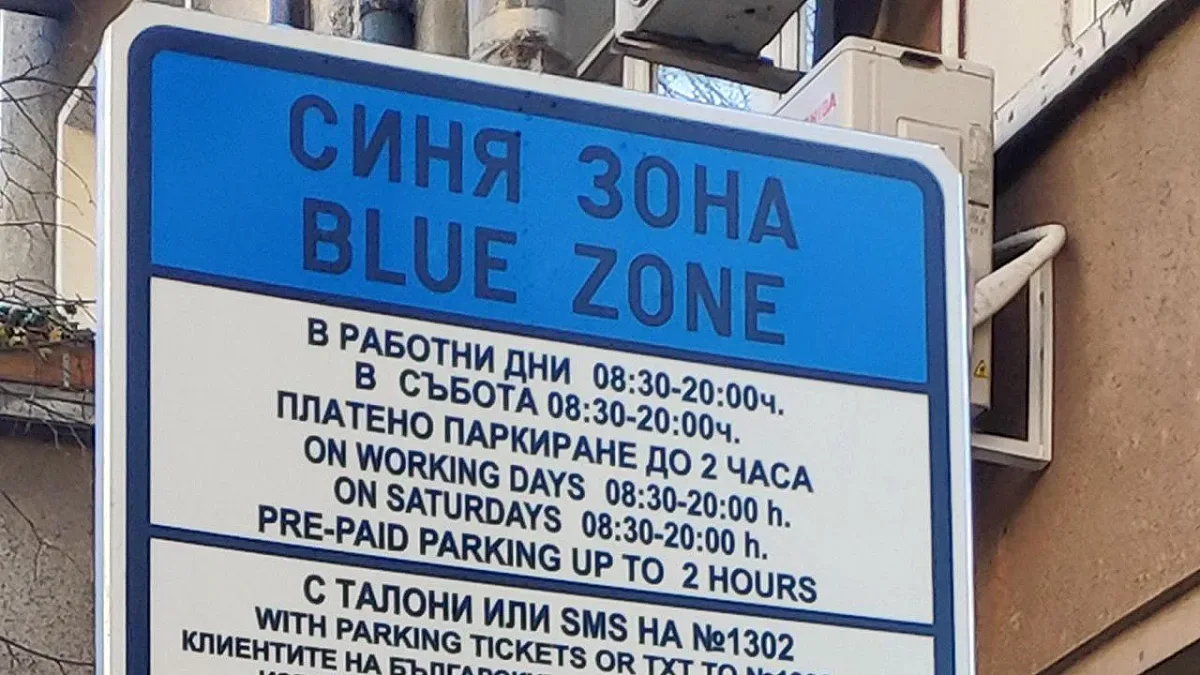 СИНЯ ЗОНА
BLUE ZONE
В РАБОТНИ ДНИ 08:30-20:00ч.
В СЪБОТА 08:30-20:00ч.
ПЛАТЕНО ПАРКИРАНЕ ДО 2 ЧАСА
ON WORKING DAYS 08:30-20:00 h.
ON SATURDAYS 08:30-20:00 h.
PRE-PAID PARKING UP TO 2 HOURS
С ТАЛОНИ ИЛИ SMS НА №1302
WITH PARKING TICKETS OR TXT TO
КЛИЕНТИТЕ НА